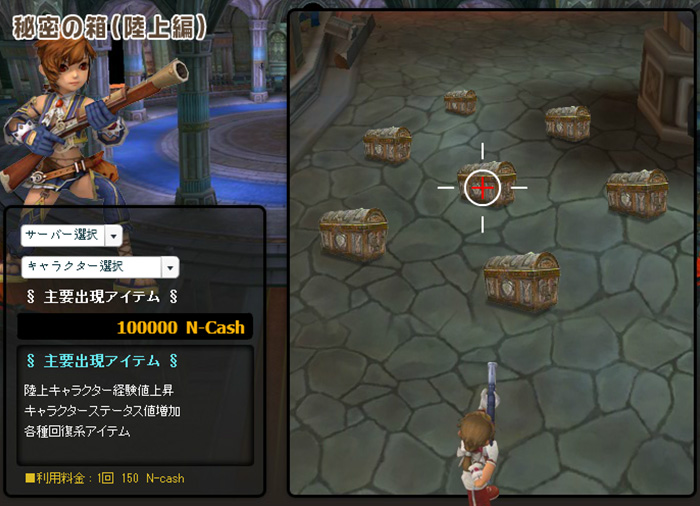 秘密の箱(陸上編)
サーバー選択
キャラクター選択
§ 主要出現アイテム §
100000 N-Cash
§ 主要出現アイテム §
陸上キャラクター経験値上昇
キャラクターステータス値増加
各種回復系アイテム
■利用料金：1回 150 N-cash